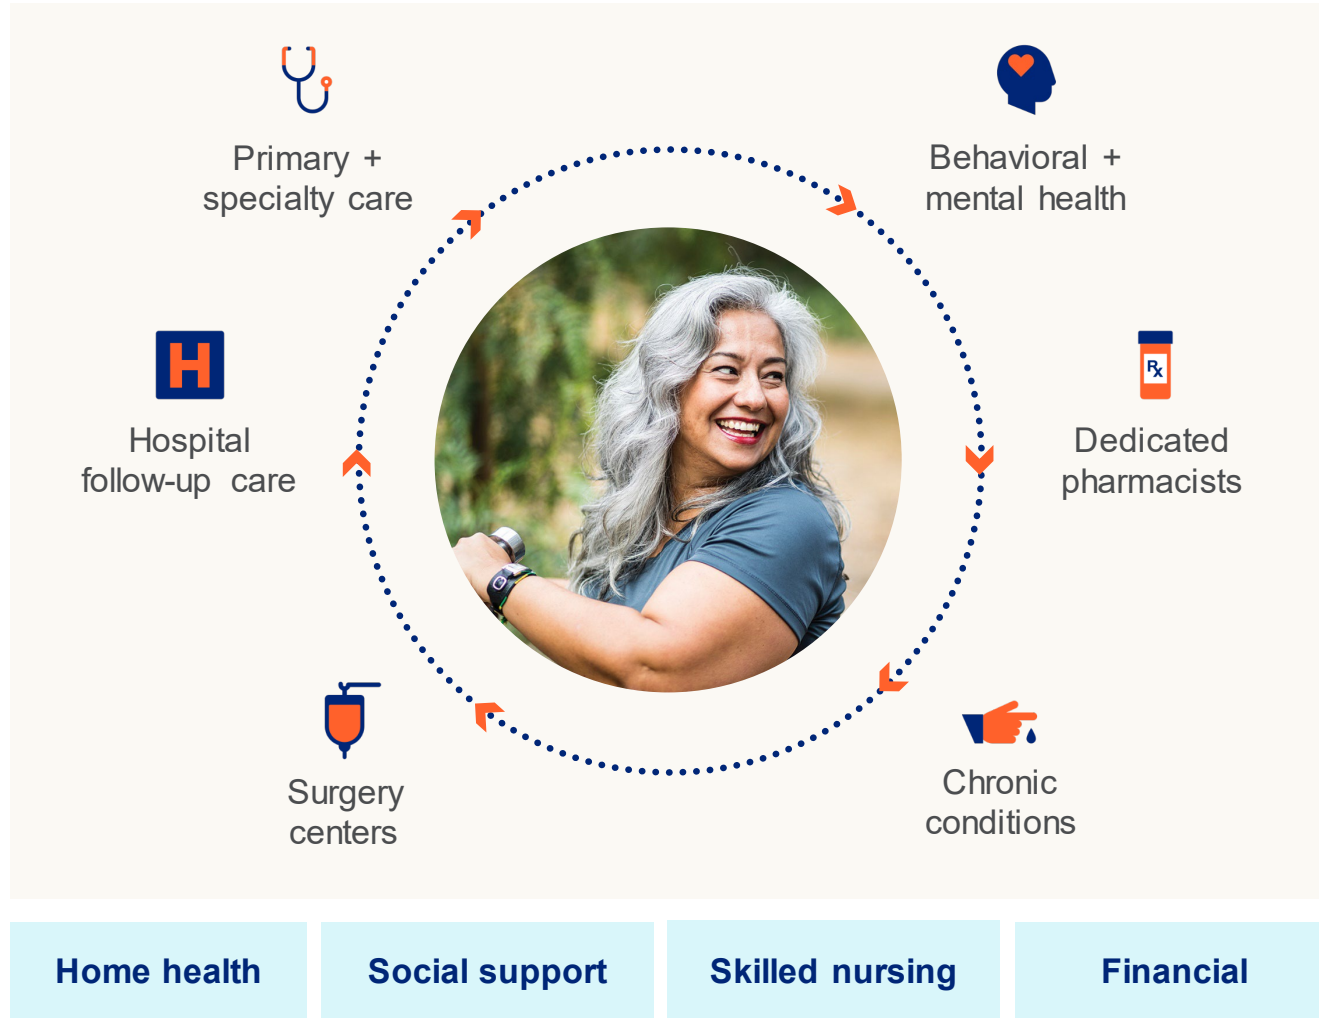 Primary +
specialty care
Behavioral +
mental health
H
Hospital
follow-up care
Rx
Dedicated
pharmacists
Surgery
centers
Chronic
conditions
Home health
Social support
Skilled nursing
Financial